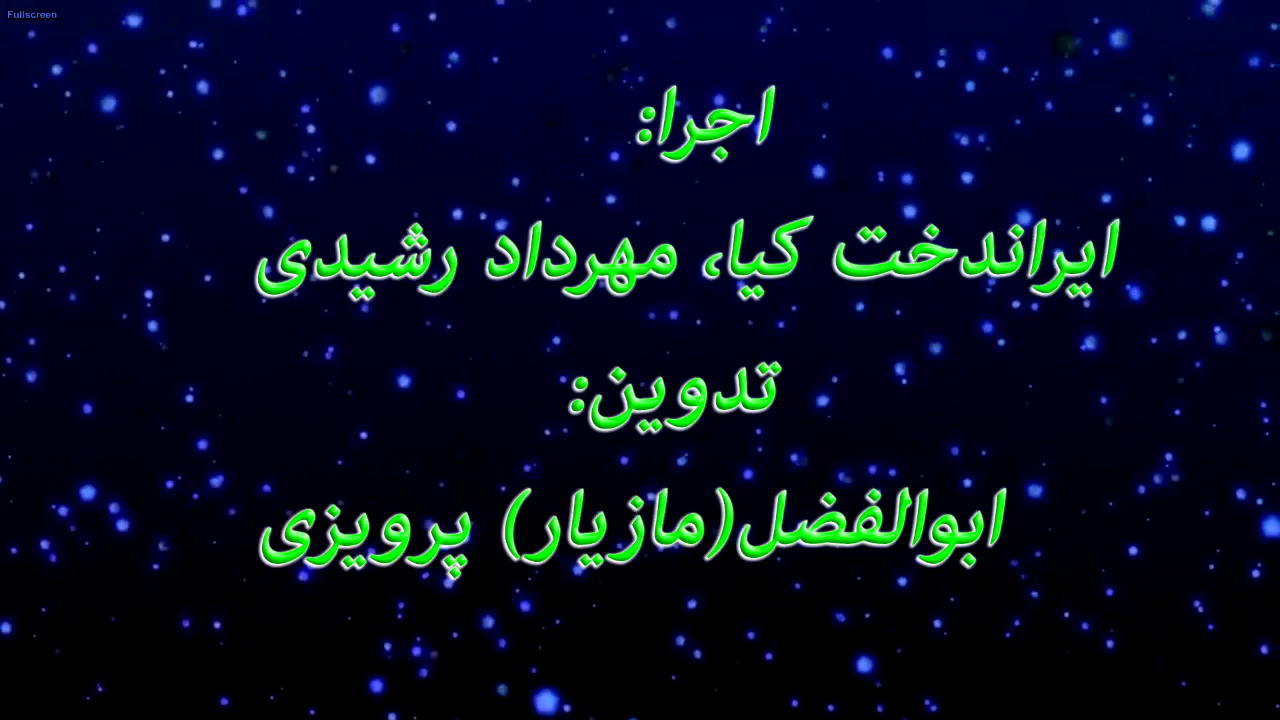 Fullscreen
اجرا:
ایراندخت کیا، مهرداد رشیدی
تدوین:
ابوالفضل(مازیار) پرویزی